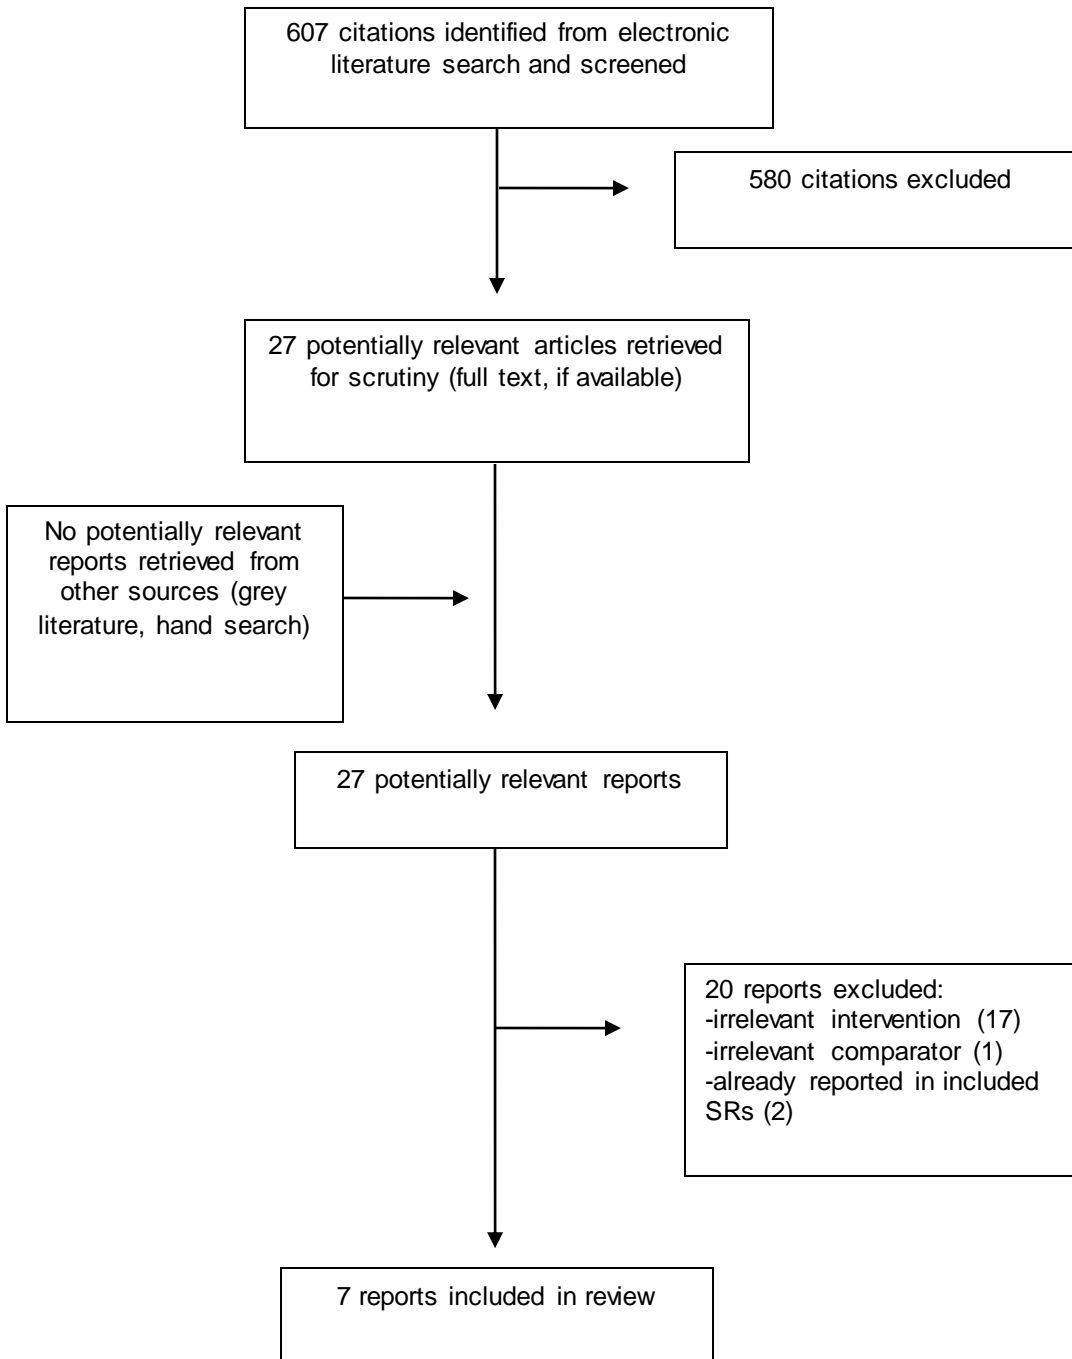 607 citations identified from electronic
literature search and screened
580 citations excluded
27 potentially relevant articles retrieved
for scrutiny (full text, if available)
No potentially relevant
reports retrieved from
other sources (grey
literature, hand search)
27 potentially relevant reports
20 reports excluded:
-irrelevant intervention (17)
-irrelevant comparator (1)
-already reported in included
SRs (2)
7 reports included in review